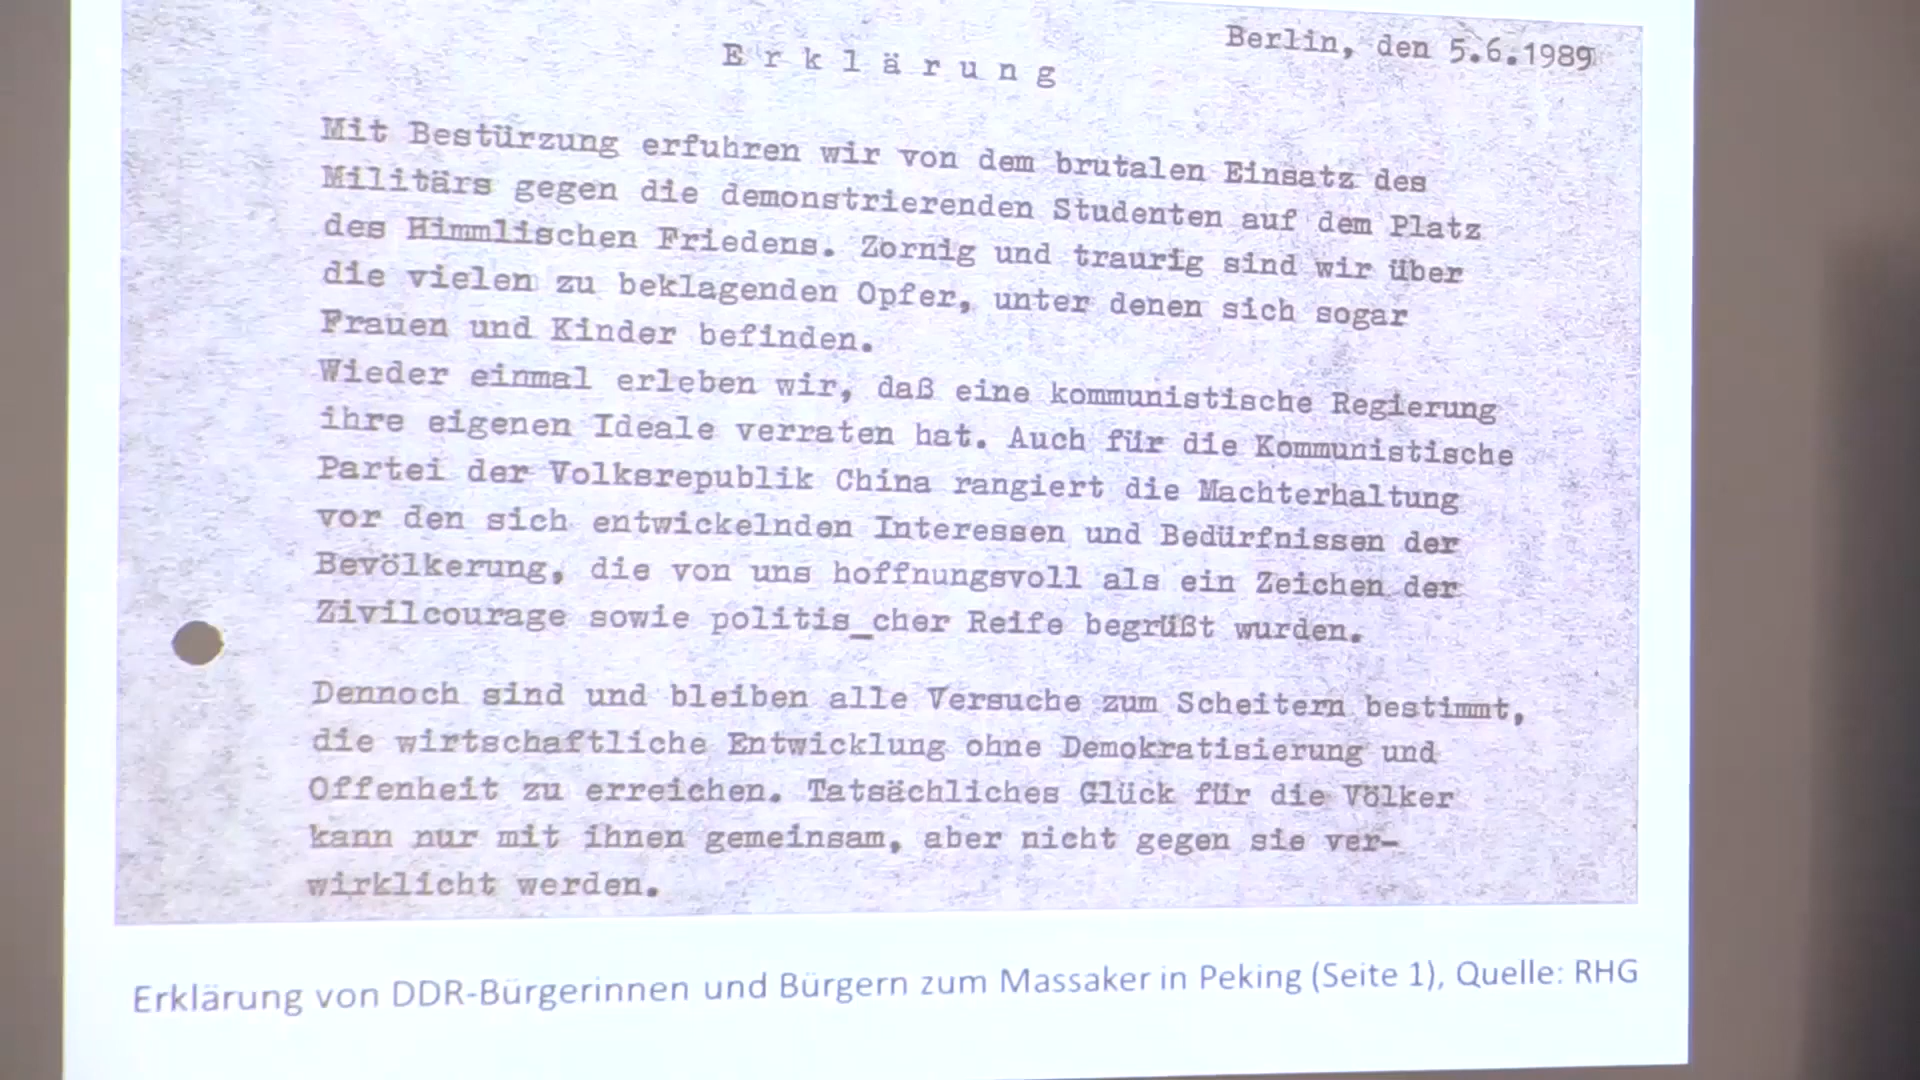 Berlin, den 5.6.1989
E r k l ä r u n g
Mit Bestürzung erfuhren wir von dem brutalen Einsatz des
Militärs gegen die demonstrierenden Studenten auf dem Platz
des Himmlischen Friedens. Zornig und traurig sind wir über
die vielen zu beklagenden Opfer, unter denen sich sogar
Frauen und Kinder befinden.
Wieder einmal erleben wir, daß eine kommunistische Regierung
ihre eigenen Ideale verraten hat. Auch für die Kommunistische
Partei der Volksrepublik China rangiert die Machterhaltung
vor den sich entwickelnden Interessen und Bedürfnissen der
Bevölkerung, die von uns hoffnungsvoll als ein Zeichen der
Zivilcourage sowie politis_cher Reife begrüßt wurden.
Dennoch sind und bleiben alle Versuche zum Scheitern bestimmt,
die wirtschaftliche Entwicklung ohne Demokratisierung und
Offenheit zu erreichen. Tatsächliches Glück für die Völker
kann nur mit ihnen gemeinsam, aber nicht gegen sie ver-
wirklicht werden.
Erklärung von DDR-Bürgerinnen und Bürgern zum Massaker in Peking (Seite 1), Quelle: RHG